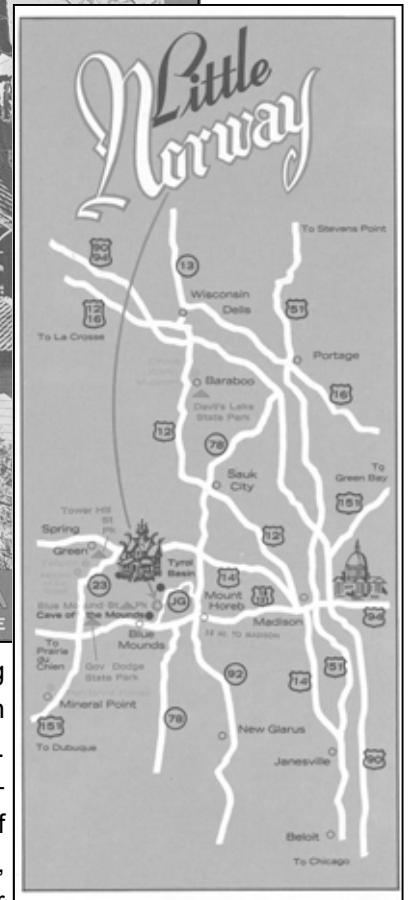 Little
Norway
To Stevens Point
90
94
13
Wisconsin
Dells
51
12
16
To La Crosse
Portage
16
Baraboo
Devil's Lake
State Park
12
78
Sauk
City
To
Green Bay
151
Tower Hill
St.
Pk.
Spring
Green
12
Tyrol
Basin
14
23
JG
Mount
Horeb
Blue Mound St. Pk
Cave of the Mounds
Madison
94
To
Prairie
du
Chien
Blue
Mounds
Gov Dodge
State Park
92
14
51
Mineral Point
151
To Dubuque
78
New Glarus
Janesville
90
Beloit
To Chicago
E
g
n
f
,
f